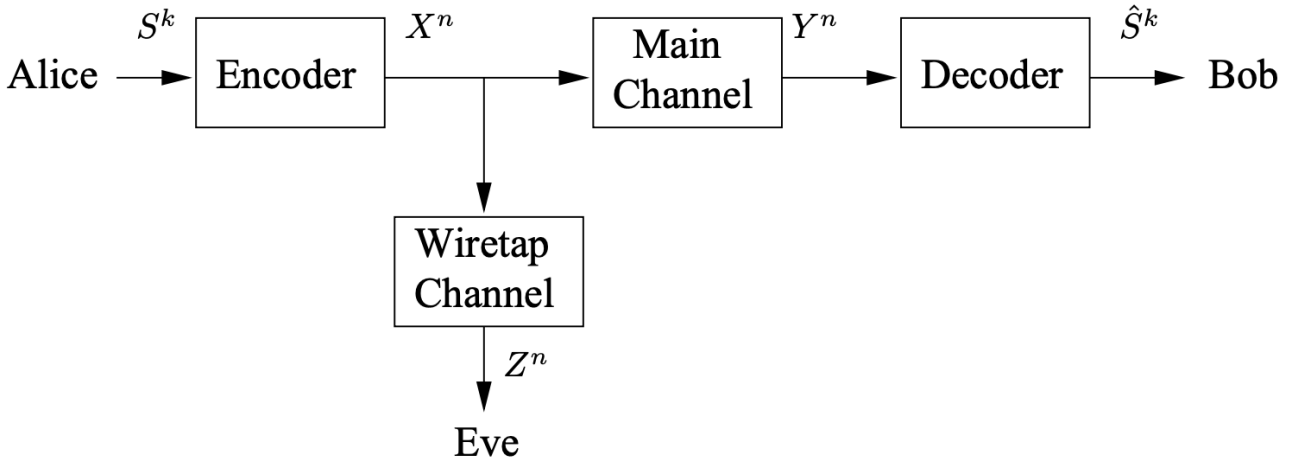 Alice
S^k
Encoder
X^n
Main
Channel
Y^n
Decoder
Ŝ^k
Bob
Wiretap
Channel
Z^n
Eve